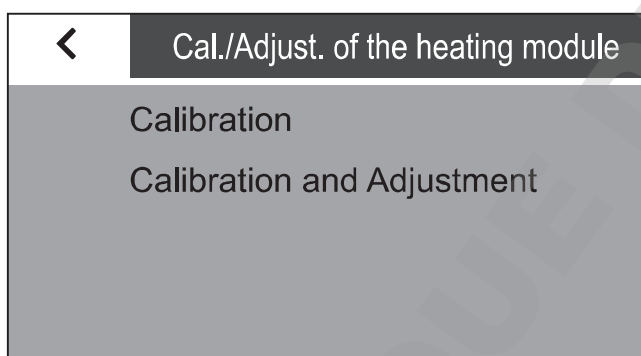 Cal./Adjust. of the heating module
Calibration
Calibration and Adjustment